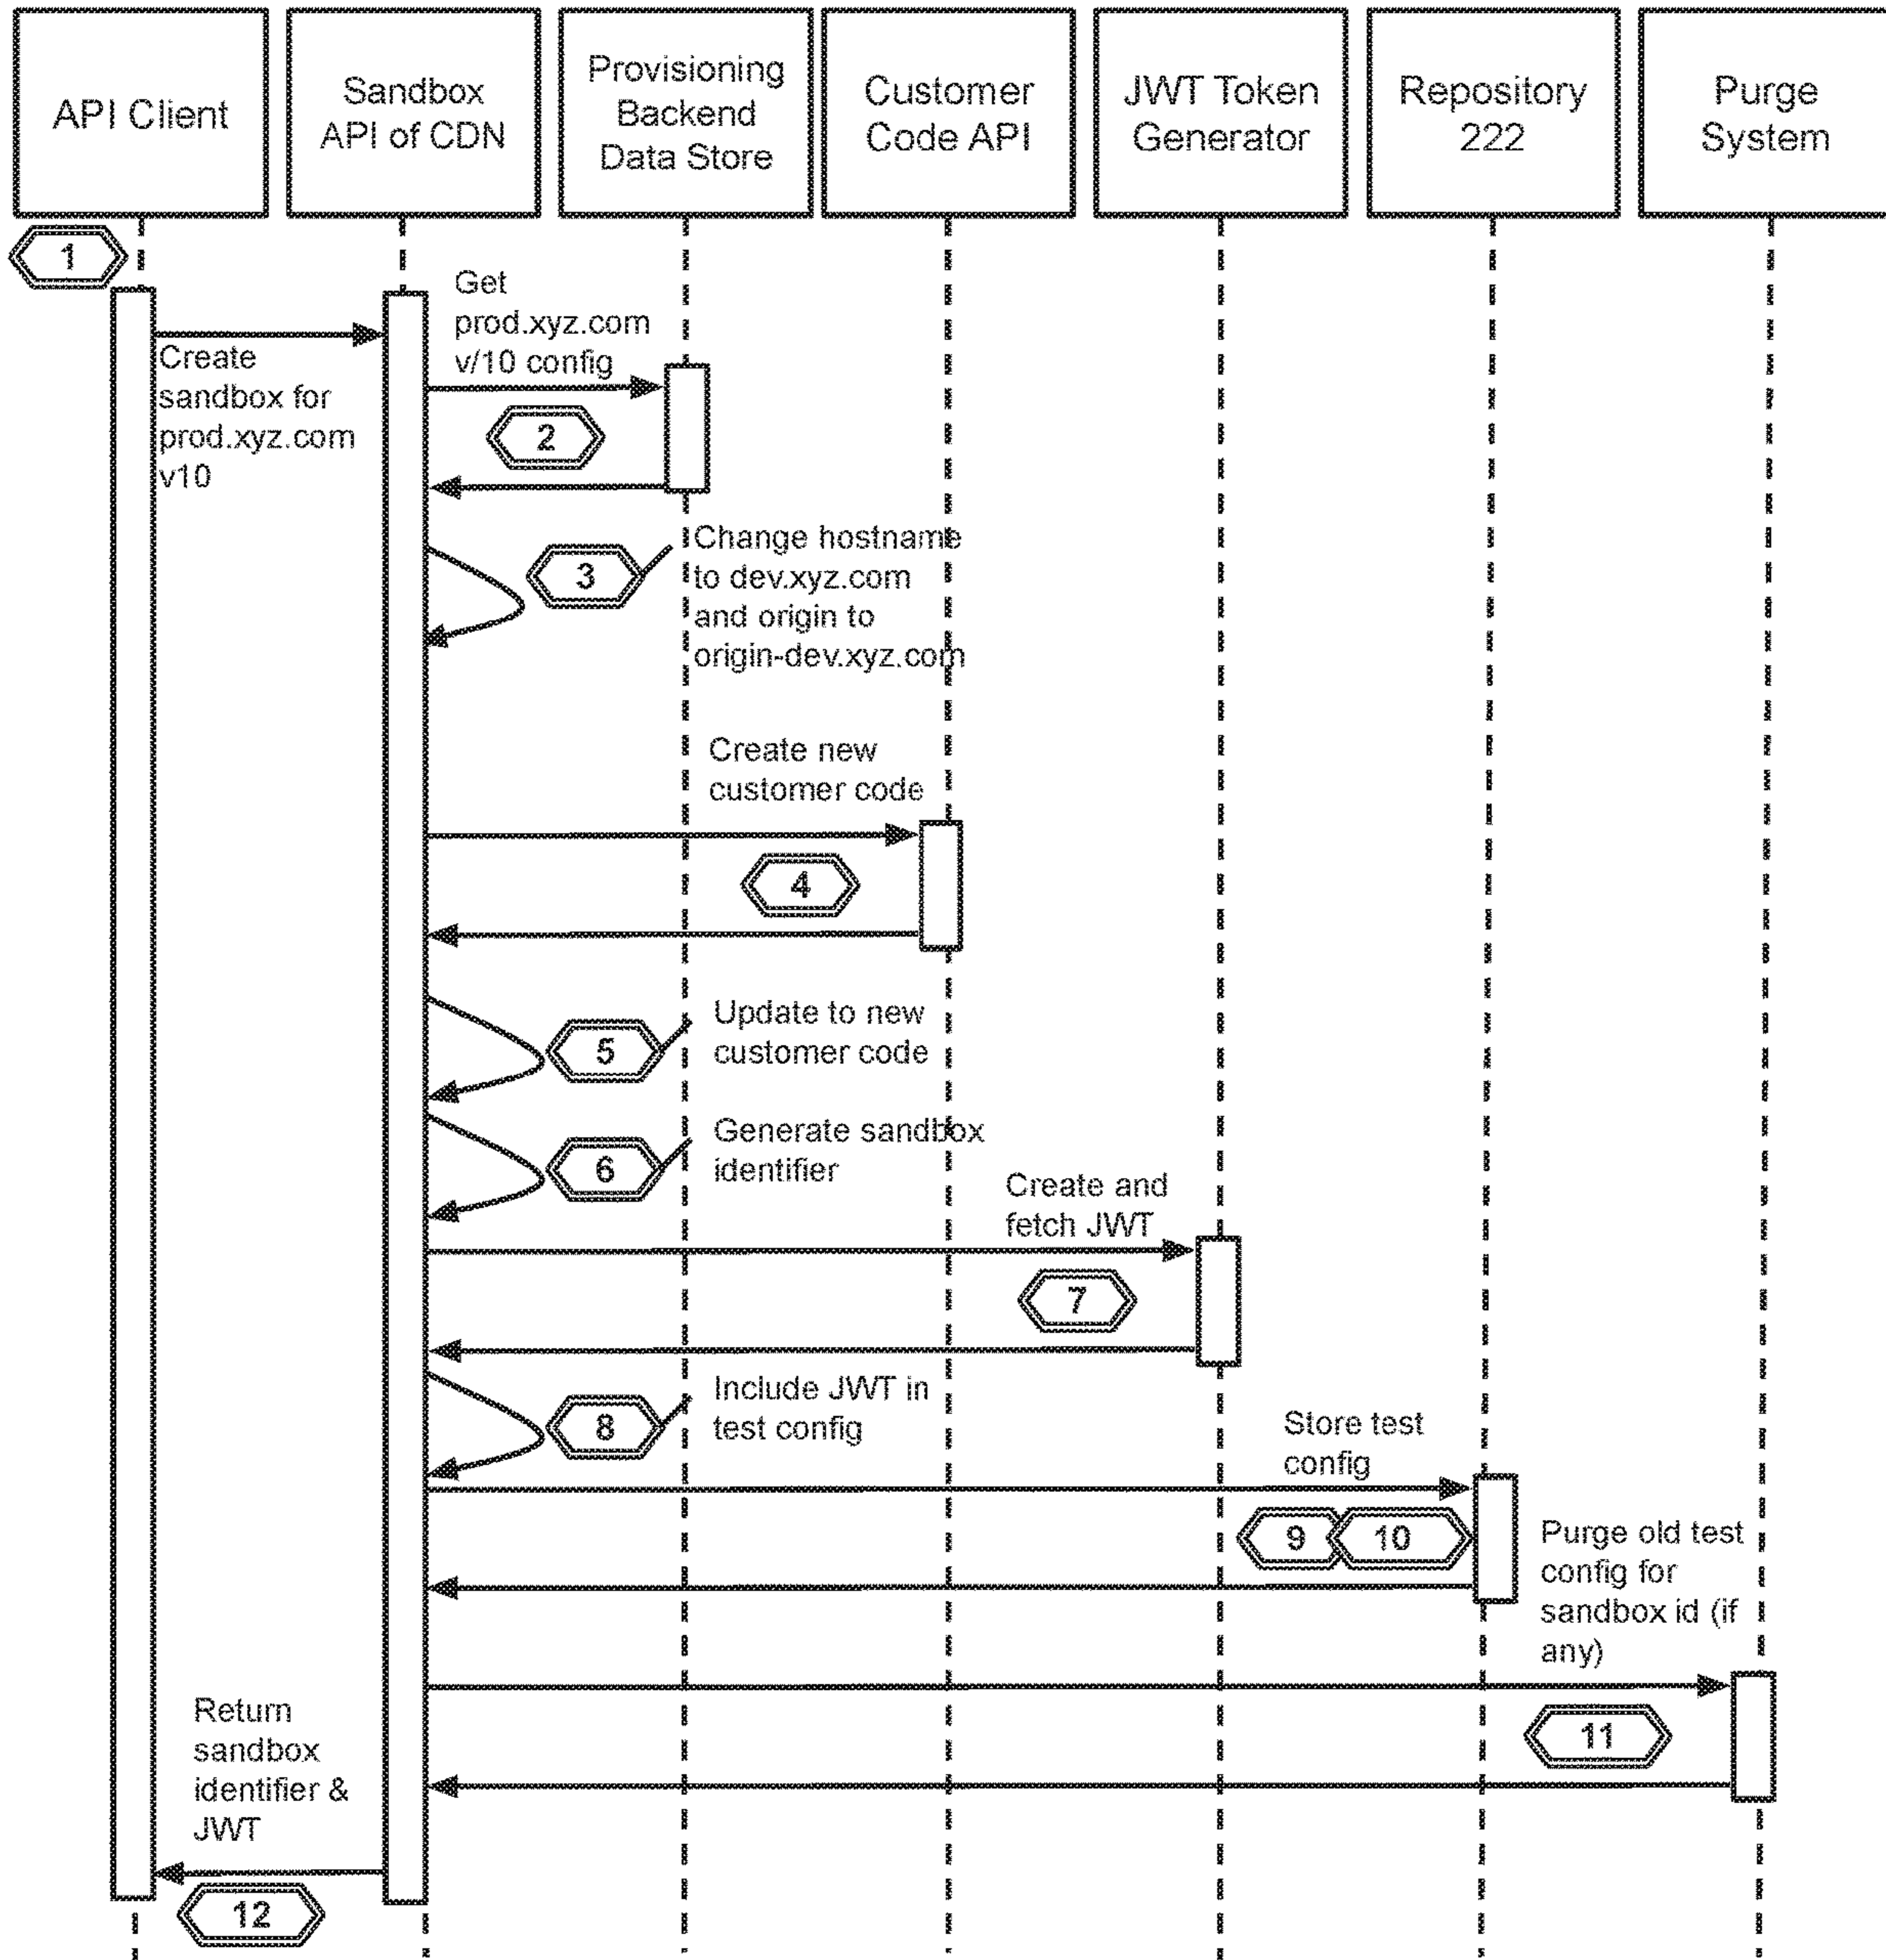 API Client
Sandbox
API of CDN
Provisioning
Backend
Data Store
Customer
Code API
JWT Token
Generator
Repository
222
Purge
System
1
Create
sandbox for
prod.xyz.com
v10
Get
prod.xyz.com
v/10 config
2
3
Change hostname
to dev.xyz.com
and origin to
origin-dev.xyz.com
Create new
customer code
4
5
Update to new
customer code
6
Generate sandbox
identifier
Create and
fetch JWT
7
8
Include JWT in
test config
Store test
config
9
10
Purge old test
config for
sandbox id (if
any)
11
Return
sandbox
identifier &
JWT
12